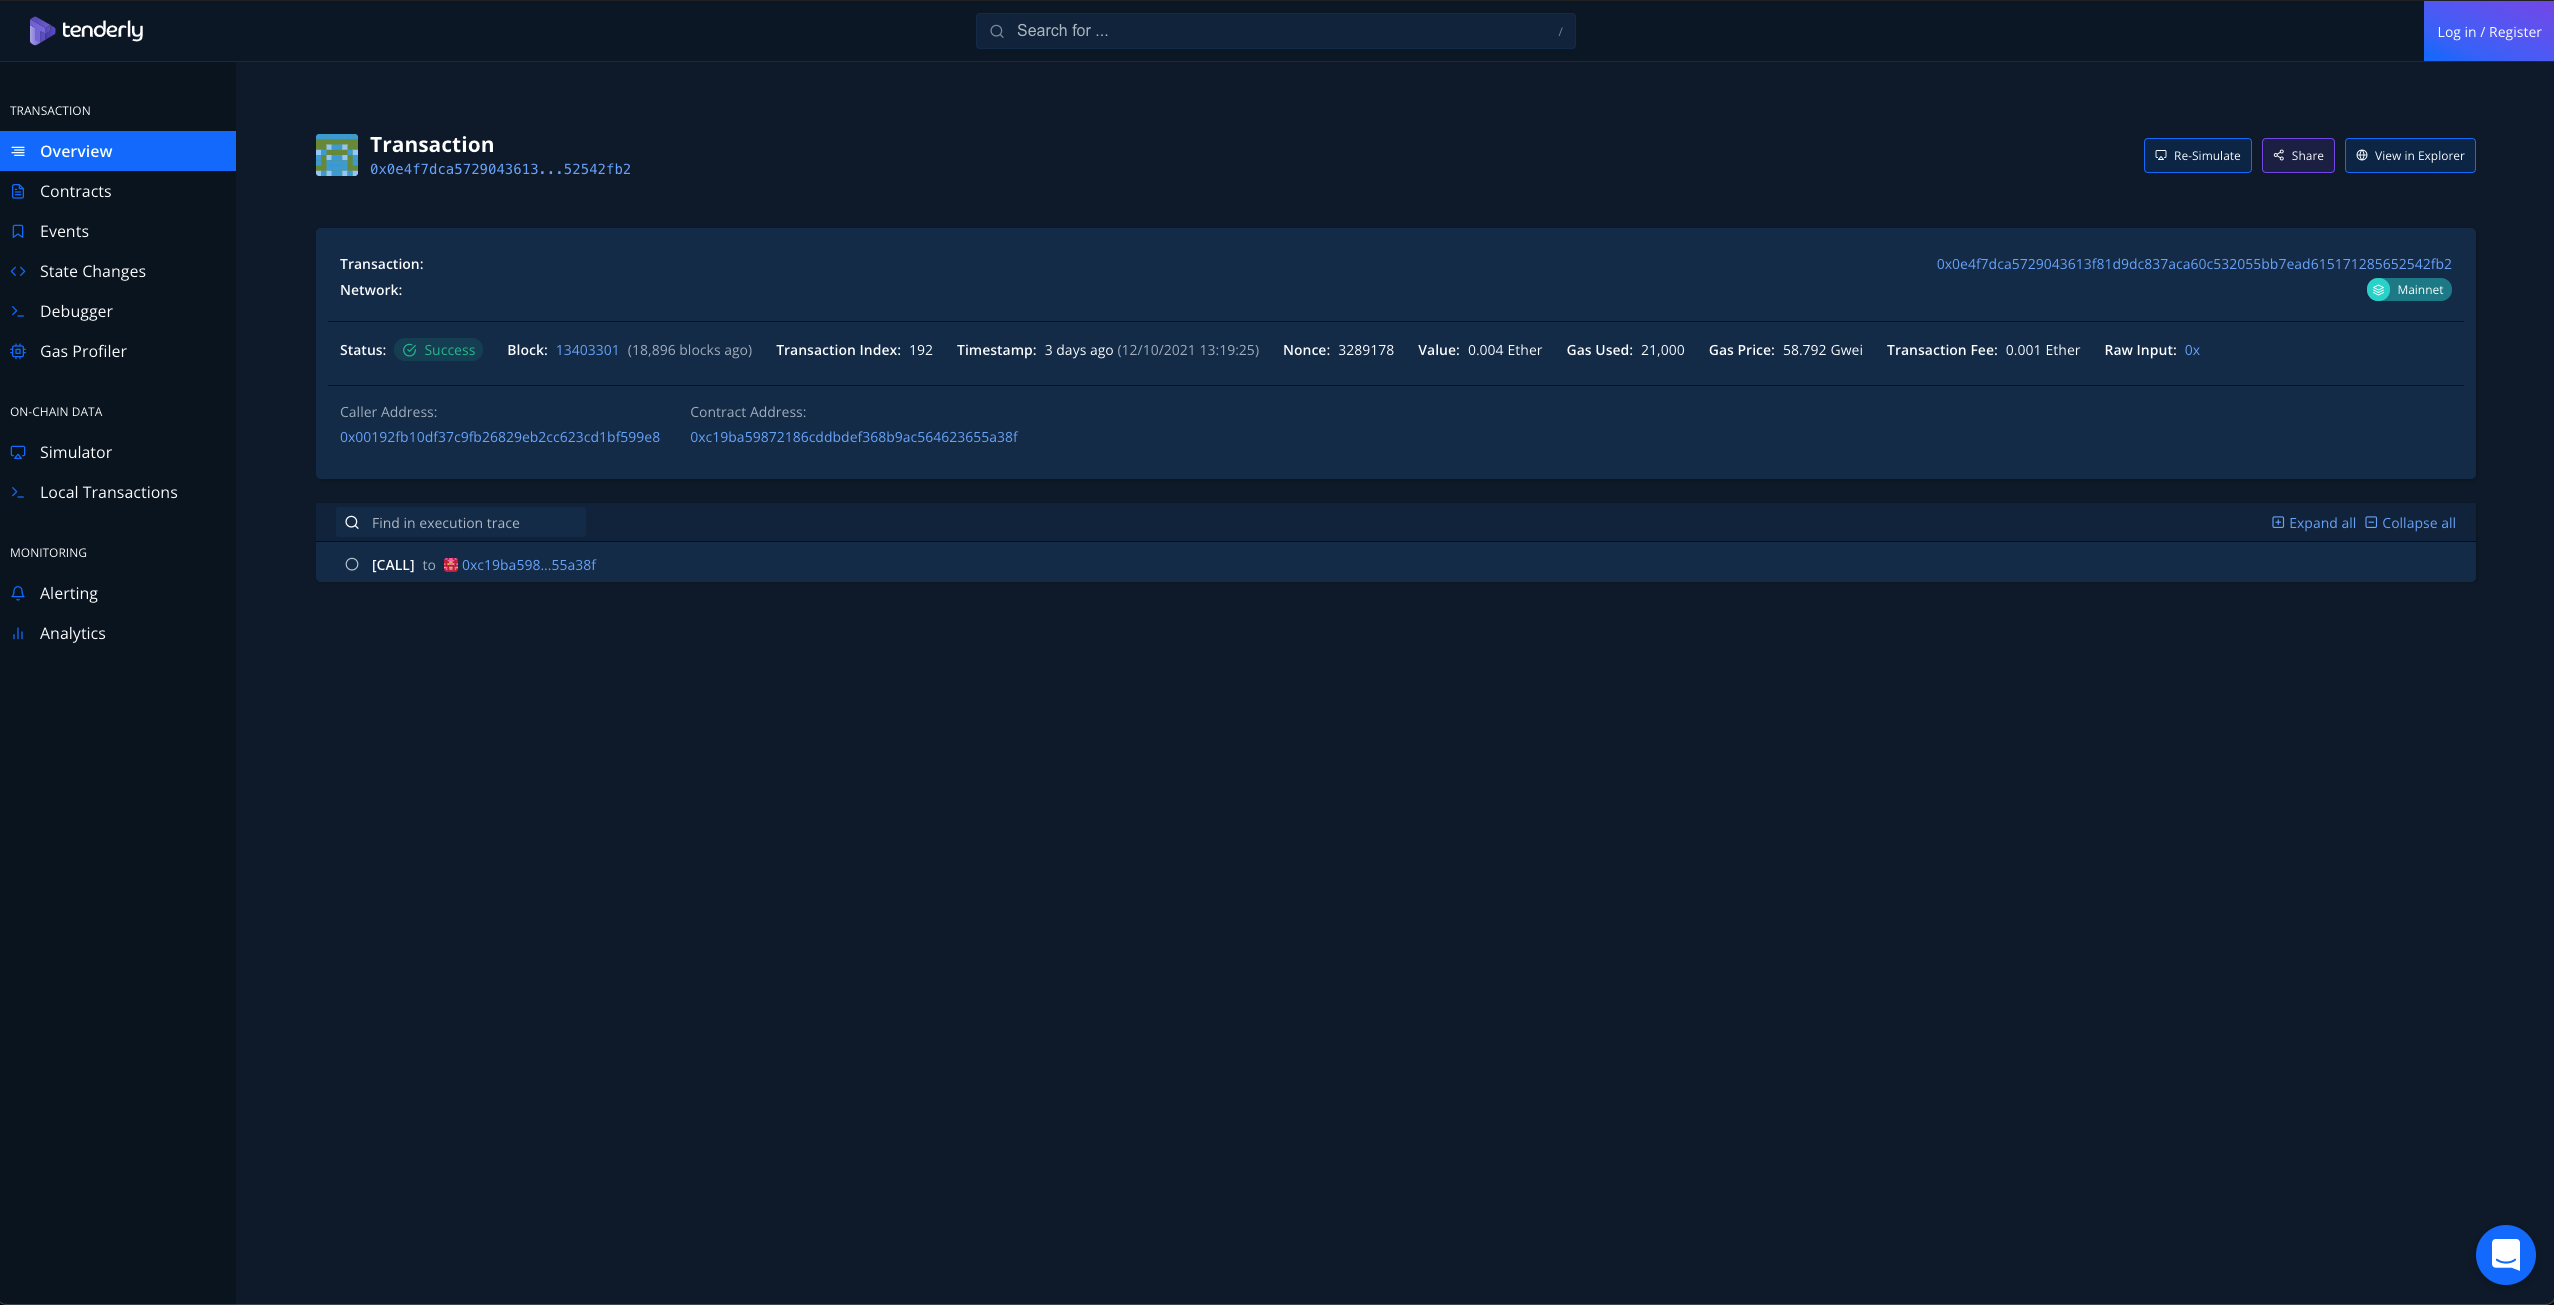 tenderly
Search for ... /
Log in / Register
TRANSACTION
Overview
Contracts
Events
State Changes
Debugger
Gas Profiler
ON-CHAIN DATA
Simulator
Local Transactions
MONITORING
Alerting
Analytics
Transaction
0x0e4f7dca5729043613...52542fb2
Re-Simulate
Share
View in Explorer
Transaction: 0x0e4f7dca5729043613f81d9dc837aca60c532055bb7ead615171285652542fb2
Network: Mainnet
Status: Success Block: 13403301 (18,896 blocks ago) Transaction Index: 192 Timestamp: 3 days ago (12/10/2021 13:19:25) Nonce: 3289178 Value: 0.004 Ether Gas Used: 21,000 Gas Price: 58.792 Gwei Transaction Fee: 0.001 Ether Raw Input: 0x
Caller Address: Contract Address:
0x00192fb10df37c9fb26829eb2cc623cd1bf599e8 0xc19ba59872186cddbdef368b9ac564623655a38f
Find in execution trace Expand all Collapse all
[CALL] to 0xc19ba598...55a38f